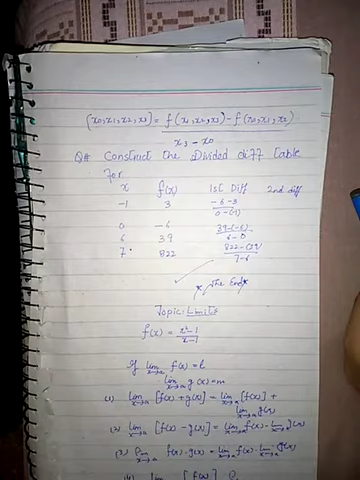 [x0,x1,x2,x3] = f(x1,x2,x3) - f(x0,x1,x2)
x3 - x0
Q# Construct the Divided diff table
for
x f(x) 1st Diff 2nd diff
-1 3 -6-3
0-(-1)
0 -6 39-(-6)
6-0
6 39 822-(39)
7 822 7-6
*The End*
Topic: Limits
f(x) = x²-1
x-1
If lim x→a f(x) = l
lim x→a g(x) = m
(1) lim x→a [f(x)+g(x)] = lim x→a [f(x)] +
lim x→a g(x)
(2) lim x→a [f(x) - g(x)] = lim x→a f(x) - lim x→a g(x)
(3) lim x→a f(x).g(x) = lim x→a f(x). lim x→a g(x)
lim [f(x)]